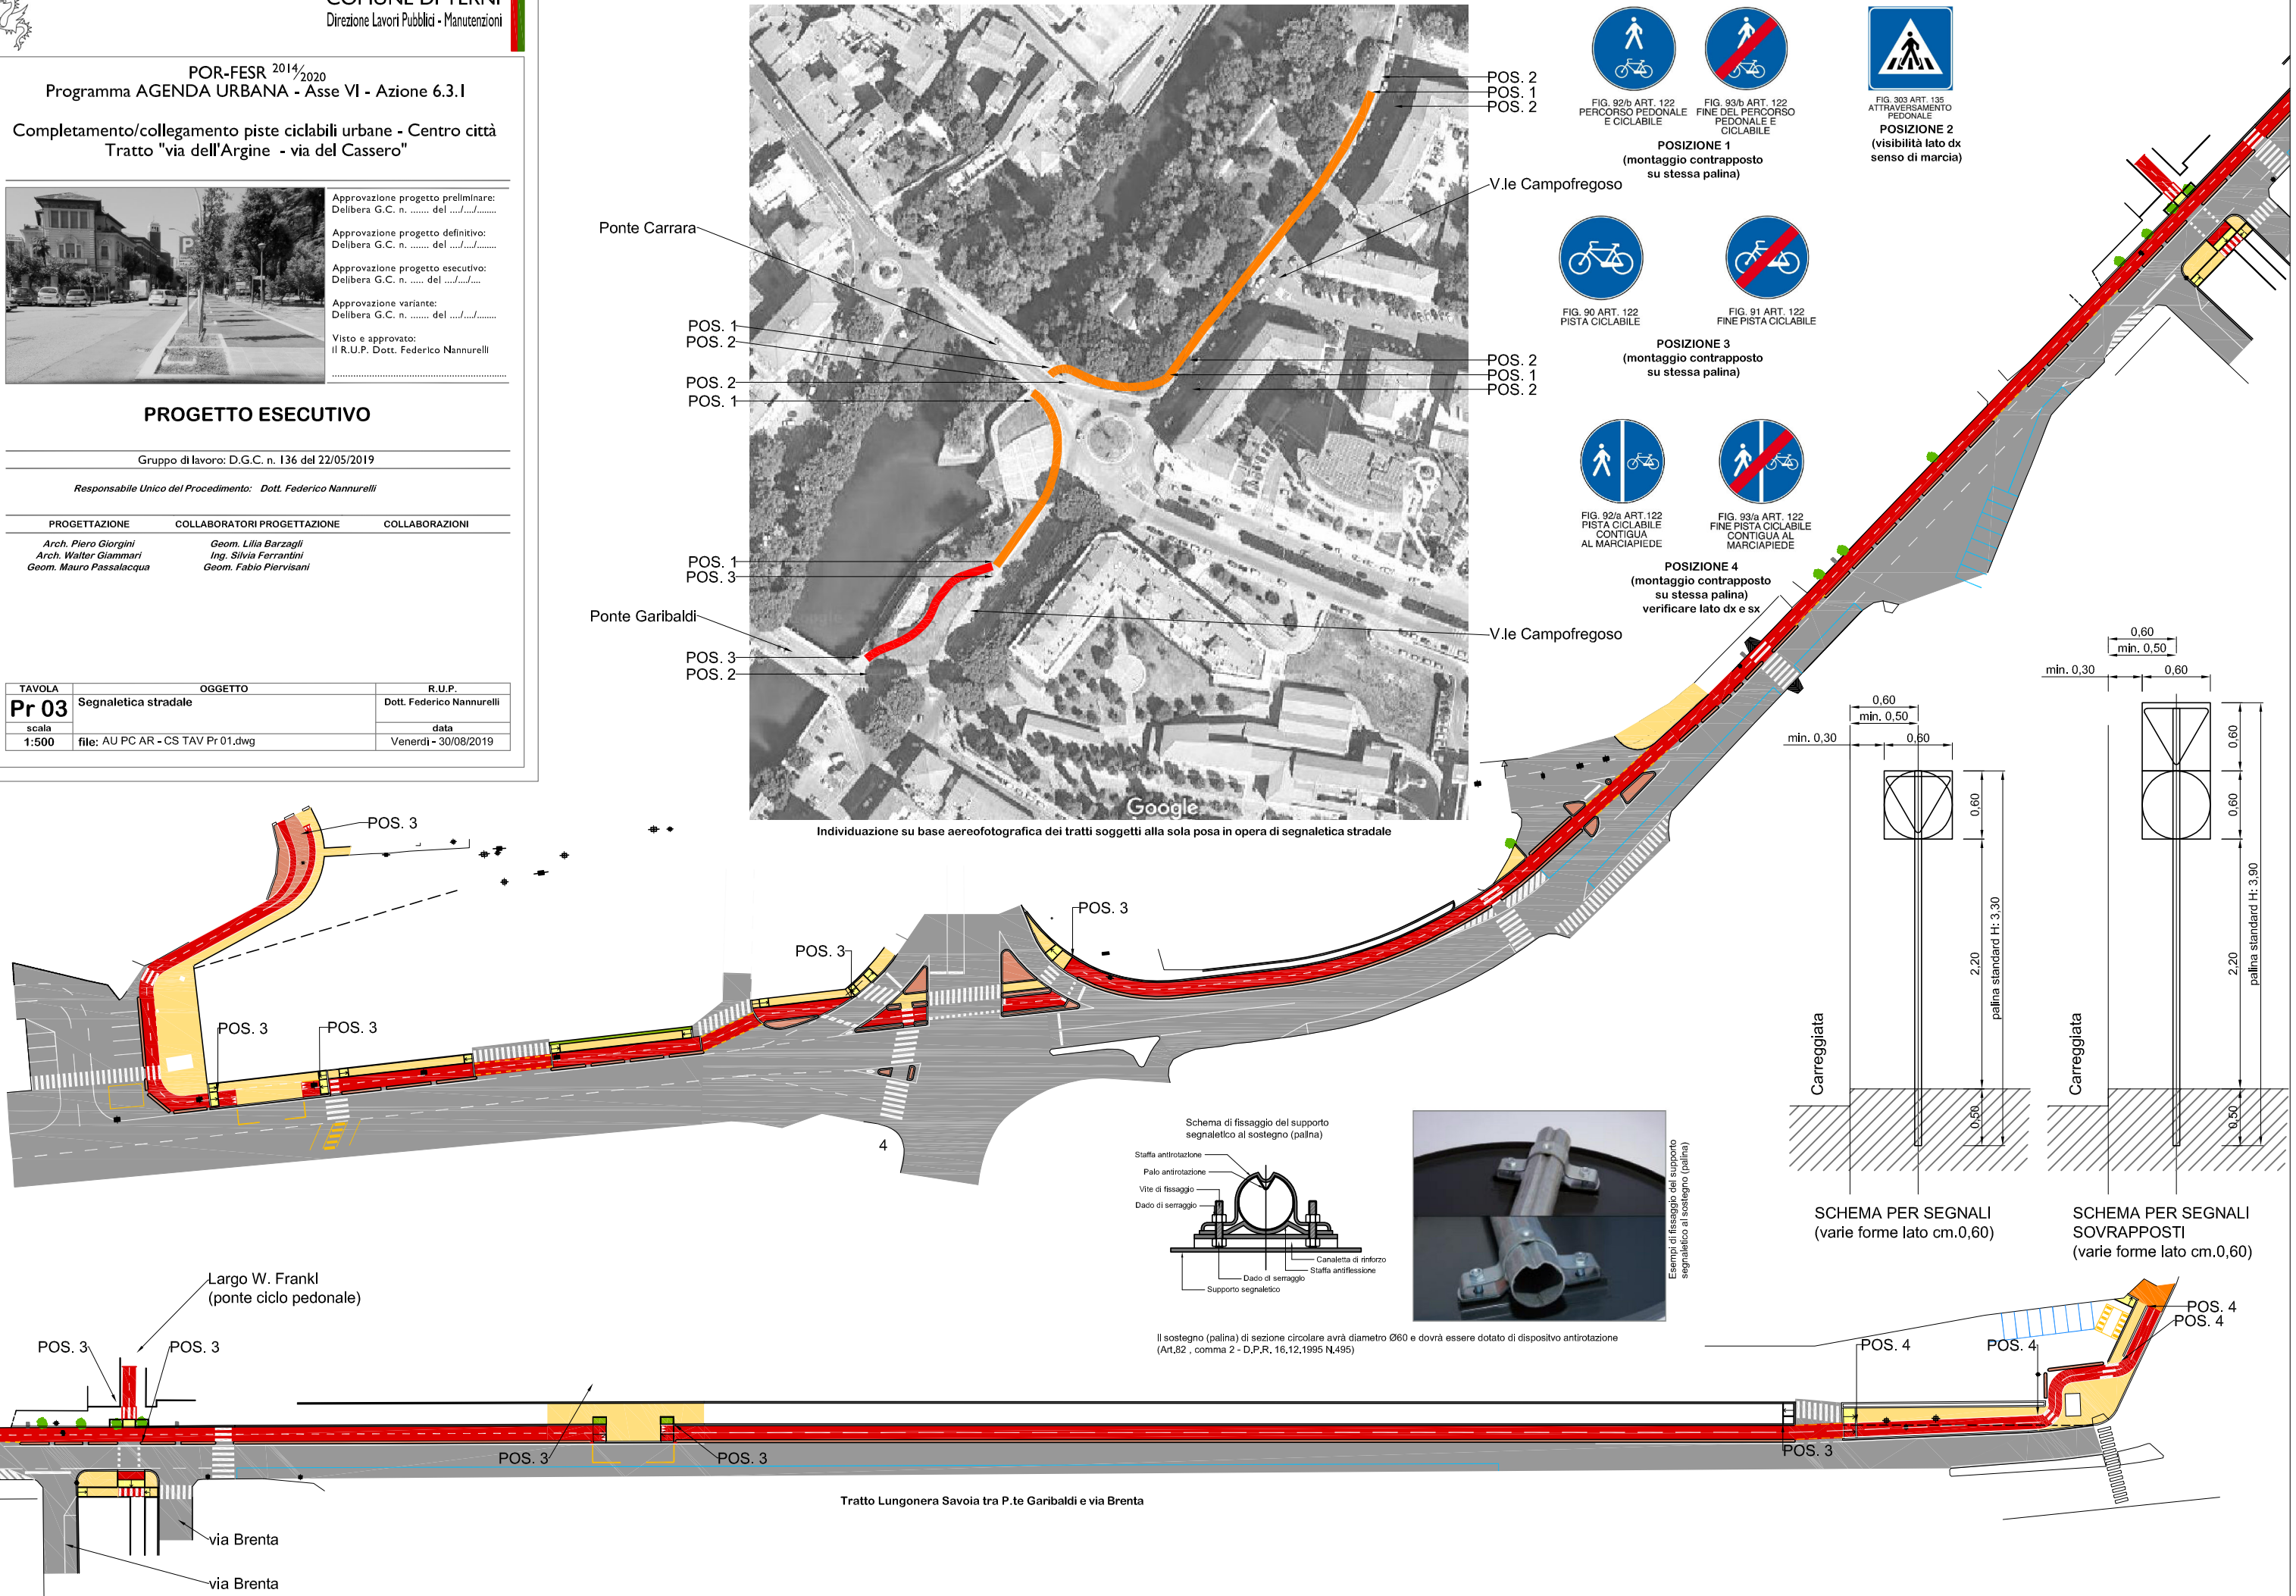 COMUNE DI TERNI
Direzione Lavori Pubblici - Manutenzioni
POR-FESR 2014/2020
Programma AGENDA URBANA - Asse VI - Azione 6.3.1
Completamento/collegamento piste ciclabili urbane - Centro città
Tratto "via dell'Argine - via del Cassero"
Approvazione progetto preliminare:
Delibera G.C. n. ....... del ..../..../........
Approvazione progetto definitivo:
Delibera G.C. n. ....... del ..../..../........
Approvazione progetto esecutivo:
Delibera G.C. n. ..... del ..../..../....
Approvazione variante:
Delibera G.C. n. ....... del ..../..../........
Visto e approvato:
il R.U.P. Dott. Federico Nannurelli
P
PROGETTO ESECUTIVO
Gruppo di lavoro: D.G.C. n. 136 del 22/05/2019
Responsabile Unico del Procedimento: Dott. Federico Nannurelli
PROGETTAZIONE COLLABORATORI PROGETTAZIONE COLLABORAZIONI
Arch. Piero Giorgini Geom. Lilia Barzagli
Arch. Walter Giammari Ing. Silvia Ferrantini
Geom. Mauro Passalacqua Geom. Fabio Piervisani
TAVOLA OGGETTO R.U.P.
Pr 03 Segnaletica stradale Dott. Federico Nannurelli
scala data
1:500 file: AU PC AR - CS TAV Pr 01.dwg Venerdì - 30/08/2019
Ponte Carrara
POS. 1
POS. 2
POS. 2
POS. 1
POS. 1
POS. 3
Ponte Garibaldi
POS. 3
POS. 2
POS. 2
POS. 1
POS. 2
V.le Campofregoso
POS. 2
POS. 1
POS. 2
V.le Campofregoso
Google
Google
Individuazione su base aereofotografica dei tratti soggetti alla sola posa in opera di segnaletica stradale
FIG. 92/b ART. 122
PERCORSO PEDONALE
E CICLABILE
FIG. 93/b ART. 122
FINE DEL PERCORSO
PEDONALE E
CICLABILE
POSIZIONE 1
(montaggio contrapposto
su stessa palina)
FIG. 303 ART. 135
ATTRAVERSAMENTO
PEDONALE
POSIZIONE 2
(visibilità lato dx
senso di marcia)
FIG. 90 ART. 122
PISTA CICLABILE
FIG. 91 ART. 122
FINE PISTA CICLABILE
POSIZIONE 3
(montaggio contrapposto
su stessa palina)
FIG. 92/a ART.122
PISTA CICLABILE
CONTIGUA
AL MARCIAPIEDE
FIG. 93/a ART. 122
FINE PISTA CICLABILE
CONTIGUA AL
MARCIAPIEDE
POSIZIONE 4
(montaggio contrapposto
su stessa palina)
verificare lato dx e sx
0,60
min. 0,50
min. 0,30 0,60
0,60
2,20
palina standard H: 3,30
0,50
Carreggiata
SCHEMA PER SEGNALI
(varie forme lato cm.0,60)
0,60
min. 0,50
min. 0,30 0,60
0,60
0,60
2,20
palina standard H: 3,90
0,50
Carreggiata
SCHEMA PER SEGNALI
SOVRAPPOSTI
(varie forme lato cm.0,60)
POS. 3
POS. 3
POS. 3
POS. 3
POS. 3
4
Schema di fissaggio del supporto
segnaletico al sostegno (palina)
Staffa antirotazione
Palo antirotazione
Vite di fissaggio
Dado di serraggio
Canaletta di rinforzo
Staffa antiflessione
Dado di serraggio
Supporto segnaletico
Esempi di fissaggio del supporto
segnaletico al sostegno (palina)
Il sostegno (palina) di sezione circolare avrà diametro Ø60 e dovrà essere dotato di dispositvo antirotazione
(Art.82 , comma 2 - D.P.R. 16.12.1995 N.495)
Largo W. Frankl
(ponte ciclo pedonale)
POS. 3
POS. 3
POS. 3
POS. 3
POS. 3
POS. 4
POS. 4
POS. 4
POS. 4
Tratto Lungonera Savoia tra P.te Garibaldi e via Brenta
via Brenta
via Brenta